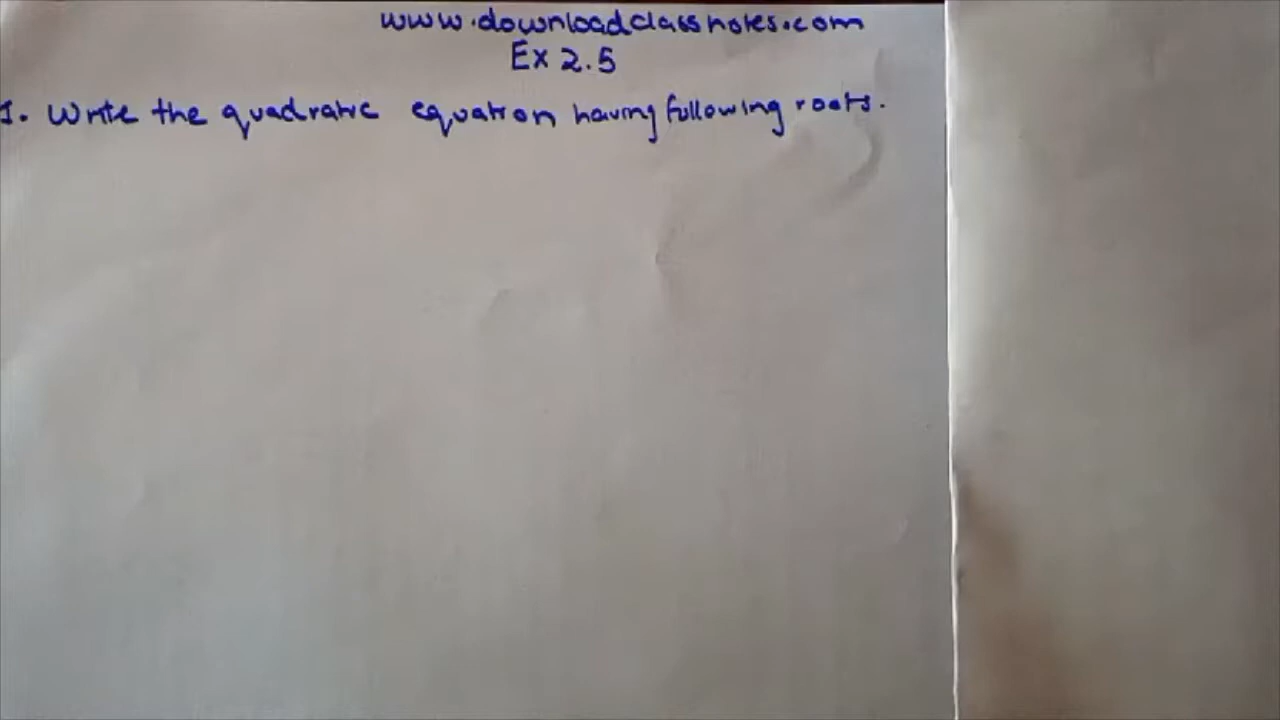 www.downloadclassnotes.com
Ex 2.5
1. Write the quadratic equation having following roots.